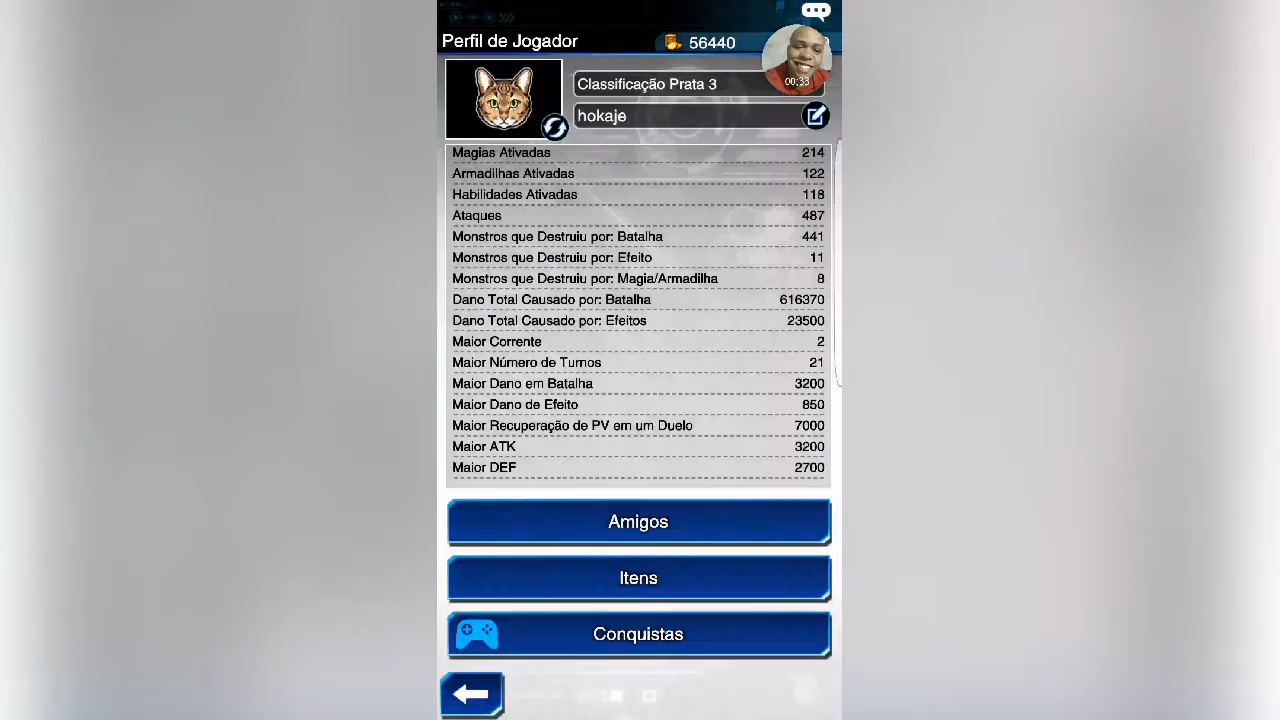 Perfil de Jogador
56440
Classificação Prata 3
00:33
hokaje
Magias Ativadas 214
Armadilhas Ativadas 122
Habilidades Ativadas 118
Ataques 487
Monstros que Destruiu por: Batalha 441
Monstros que Destruiu por: Efeito 11
Monstros que Destruiu por: Magia/Armadilha 8
Dano Total Causado por: Batalha 616370
Dano Total Causado por: Efeitos 23500
Maior Corrente 2
Maior Número de Turnos 21
Maior Dano em Batalha 3200
Maior Dano de Efeito 850
Maior Recuperação de PV em um Duelo 7000
Maior ATK 3200
Maior DEF 2700
Amigos
Itens
Conquistas